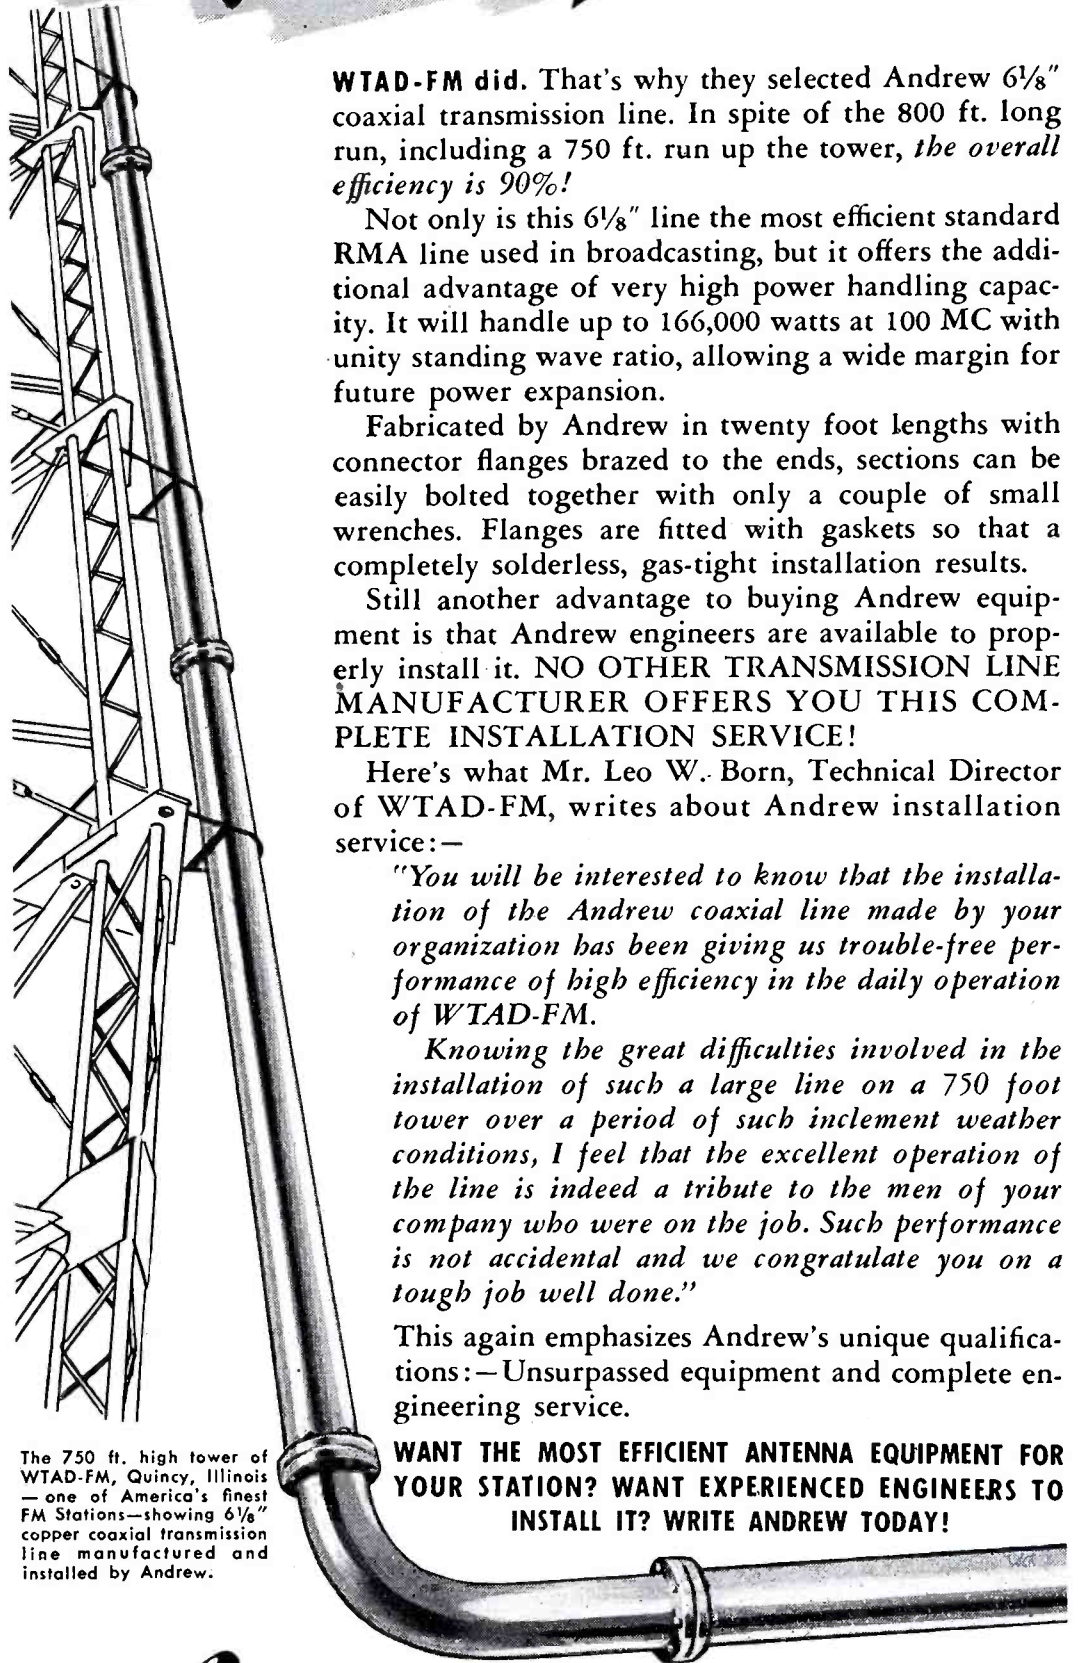 WTAD-FM did. That's why they selected Andrew 6⅛"
coaxial transmission line. In spite of the 800 ft. long
run, including a 750 ft. run up the tower, the overall
efficiency is 90%!
Not only is this 6⅛" line the most efficient standard
RMA line used in broadcasting, but it offers the addi-
tional advantage of very high power handling capac-
ity. It will handle up to 166,000 watts at 100 MC with
unity standing wave ratio, allowing a wide margin for
future power expansion.
Fabricated by Andrew in twenty foot lengths with
connector flanges brazed to the ends, sections can be
easily bolted together with only a couple of small
wrenches. Flanges are fitted with gaskets so that a
completely solderless, gas-tight installation results.
Still another advantage to buying Andrew equip-
ment is that Andrew engineers are available to prop-
erly install it. NO OTHER TRANSMISSION LINE
MANUFACTURER OFFERS YOU THIS COM-
PLETE INSTALLATION SERVICE!
Here's what Mr. Leo W. Born, Technical Director
of WTAD-FM, writes about Andrew installation
service:—
"You will be interested to know that the installa-
tion of the Andrew coaxial line made by your
organization has been giving us trouble-free per-
formance of high efficiency in the daily operation
of WTAD-FM.
Knowing the great difficulties involved in the
installation of such a large line on a 750 foot
tower over a period of such inclement weather
conditions, I feel that the excellent operation of
the line is indeed a tribute to the men of your
company who were on the job. Such performance
is not accidental and we congratulate you on a
tough job well done."
This again emphasizes Andrew's unique qualifica-
tions:—Unsurpassed equipment and complete en-
gineering service.
WANT THE MOST EFFICIENT ANTENNA EQUIPMENT FOR
YOUR STATION? WANT EXPERIENCED ENGINEERS TO
INSTALL IT? WRITE ANDREW TODAY!
The 750 ft. high tower of
WTAD-FM, Quincy, Illinois
—one of America's finest
FM Stations—showing 6⅛"
copper coaxial transmission
line manufactured and
installed by Andrew.